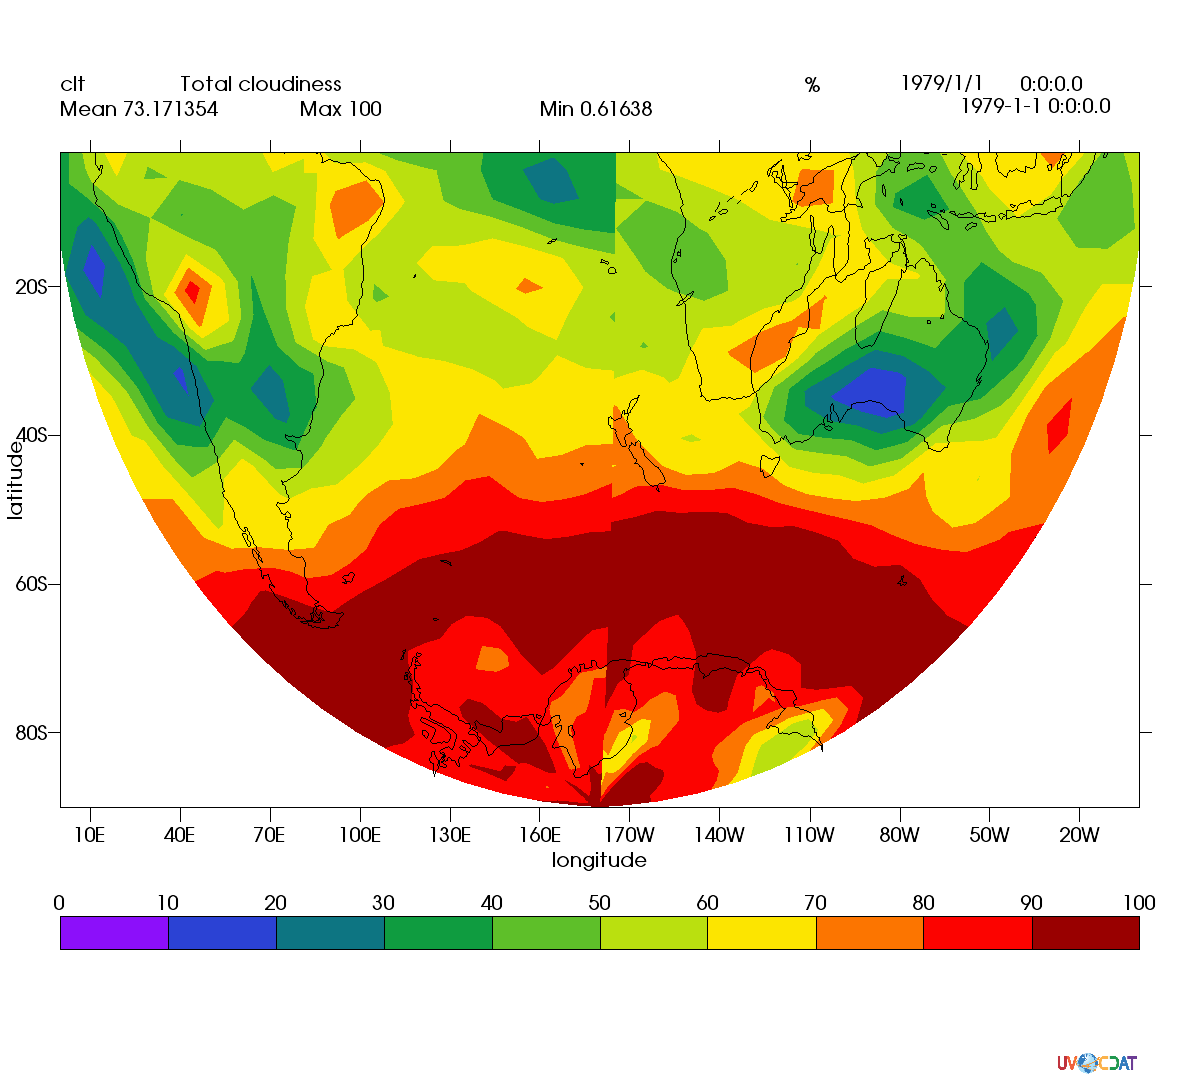 clt Total cloudiness % 1979/1/1 0:0:0.0
Mean 73.171354 Max 100 Min 0.61638 1979-1-1 0:0:0.0
20S
40S
60S
80S
latitude
10E 40E 70E 100E 130E 160E 170W 140W 110W 80W 50W 20W
longitude
0 10 20 30 40 50 60 70 80 90 100
UV CDAT